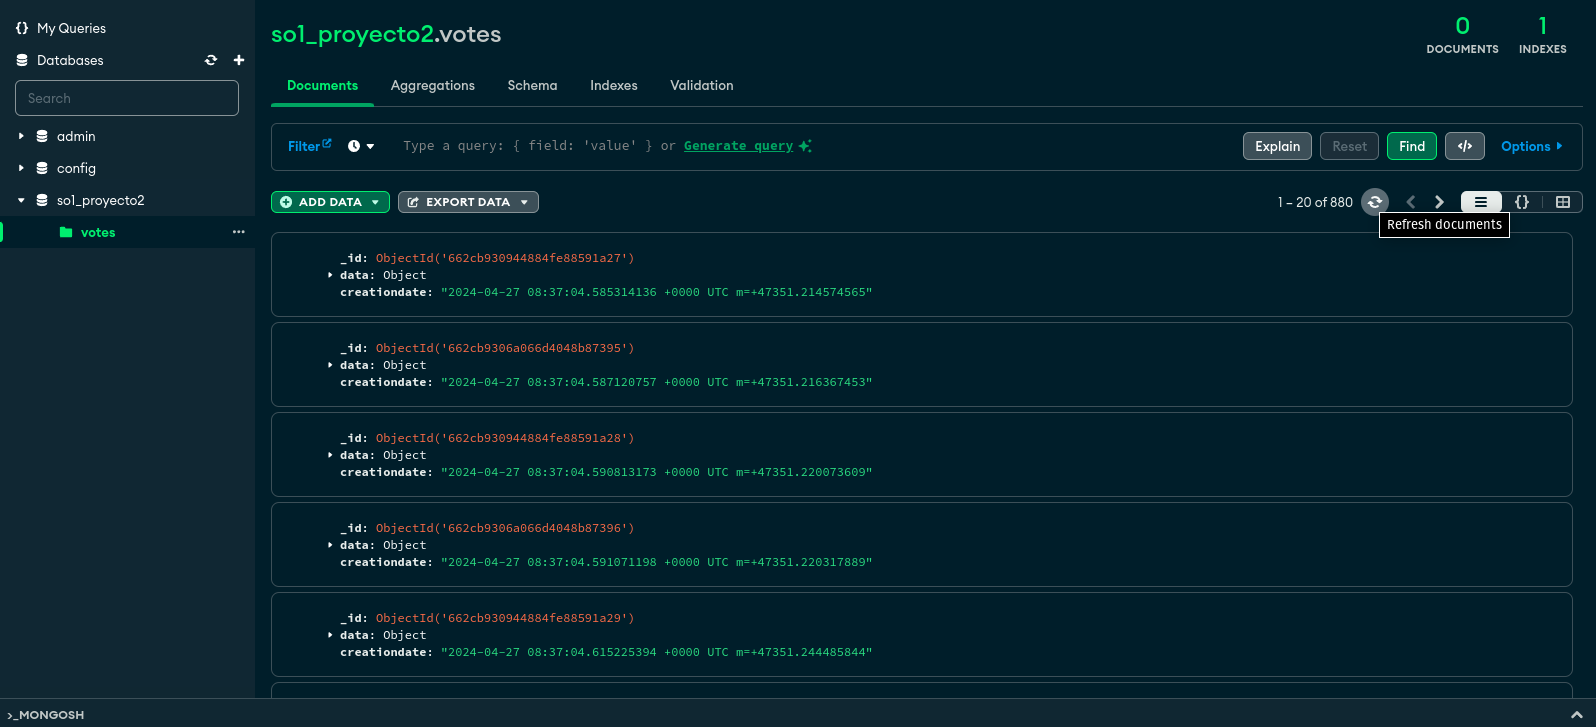 {} My Queries
Databases
Search
admin
config
so1_proyecto2
votes
so1_proyecto2.votes
0
DOCUMENTS
1
INDEXES
Documents
Aggregations
Schema
Indexes
Validation
Filter
Type a query: { field: 'value' } or Generate query
Explain
Reset
Find
</>
Options
ADD DATA
EXPORT DATA
1 – 20 of 880
{}
Refresh documents
_id: ObjectId('662cb930944884fe88591a27')
data: Object
creationdate: "2024-04-27 08:37:04.585314136 +0000 UTC m=+47351.214574565"
_id: ObjectId('662cb9306a066d4048b87395')
data: Object
creationdate: "2024-04-27 08:37:04.587120757 +0000 UTC m=+47351.216367453"
_id: ObjectId('662cb930944884fe88591a28')
data: Object
creationdate: "2024-04-27 08:37:04.590813173 +0000 UTC m=+47351.220073609"
_id: ObjectId('662cb9306a066d4048b87396')
data: Object
creationdate: "2024-04-27 08:37:04.591071198 +0000 UTC m=+47351.220317889"
_id: ObjectId('662cb930944884fe88591a29')
data: Object
creationdate: "2024-04-27 08:37:04.615225394 +0000 UTC m=+47351.244485844"
>_MONGOSH